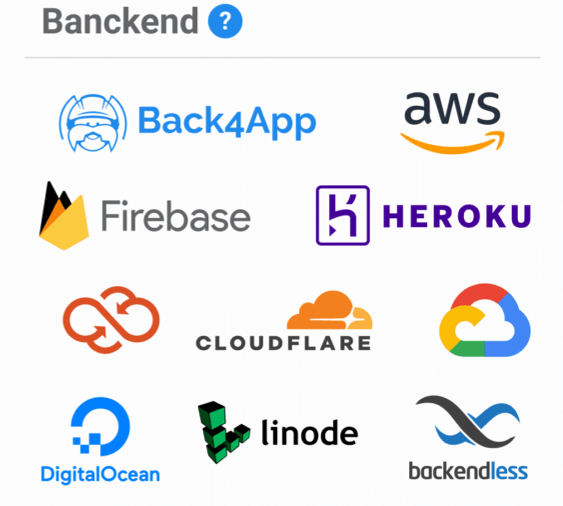 Banckend ?
Back4App
aws
Firebase
HEROKU
CLOUDFLARE
DigitalOcean
linode
backendless